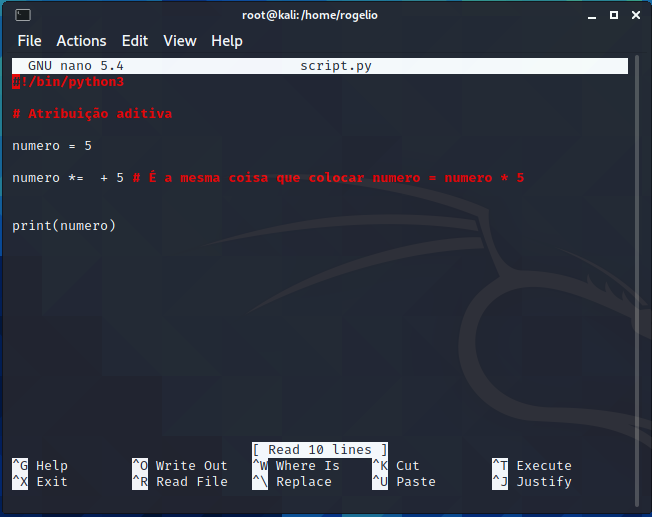 root@kali: /home/rogelio
File Actions Edit View Help
GNU nano 5.4 script.py
#!/bin/python3
# Atribuição aditiva
numero = 5
numero *=  + 5 # É a mesma coisa que colocar numero = numero * 5
print(numero)
[ Read 10 lines ]
^G Help ^O Write Out ^W Where Is ^K Cut ^T Execute
^X Exit ^R Read File ^\ Replace ^U Paste ^J Justify